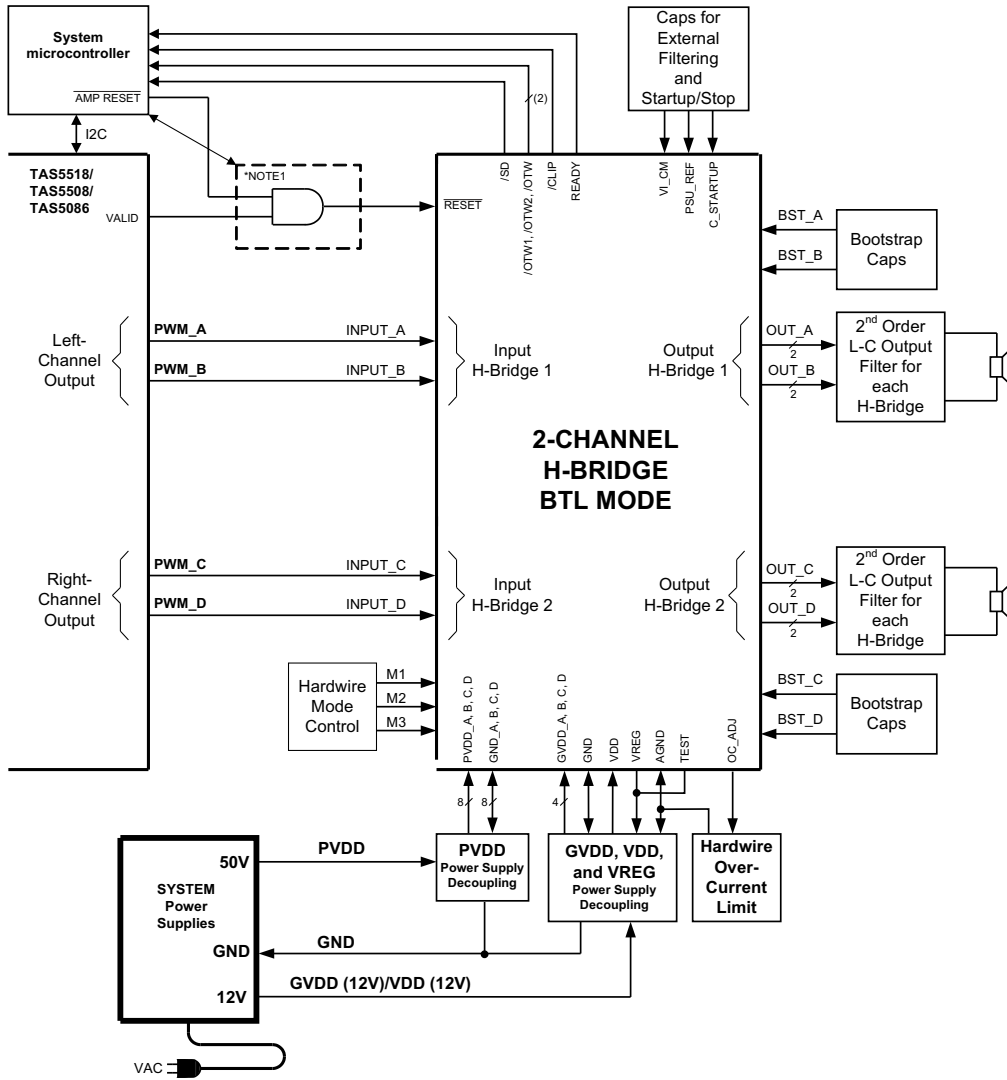 System
microcontroller
AMP RESET
I2C
TAS5518/
TAS5508/
TAS5086
VALID
*NOTE1
RESET
/SD
/OTW1, /OTW2, /OTW
(2)
/CLIP
READY
Caps for
External
Filtering
and
Startup/Stop
VI_CM
PSU_REF
C_STARTUP
BST_A
BST_B
Bootstrap
Caps
Left-
Channel
Output
PWM_A
PWM_B
INPUT_A
INPUT_B
Input
H-Bridge 1
Output
H-Bridge 1
OUT_A
2
OUT_B
2
2nd Order
L-C Output
Filter for
each
H-Bridge
2-CHANNEL
H-BRIDGE
BTL MODE
Right-
Channel
Output
PWM_C
PWM_D
INPUT_C
INPUT_D
Input
H-Bridge 2
Output
H-Bridge 2
OUT_C
2
OUT_D
2
2nd Order
L-C Output
Filter for
each
H-Bridge
Hardwire
Mode
Control
M1
M2
M3
BST_C
BST_D
Bootstrap
Caps
PVDD_A, B, C, D
GND_A, B, C, D
GVDD_A, B, C, D
GND
VDD
VREG
AGND
TEST
OC_ADJ
8
8
4
PVDD
Power Supply
Decoupling
GVDD, VDD,
and VREG
Power Supply
Decoupling
Hardwire
Over-
Current
Limit
SYSTEM
Power
Supplies
50V
GND
12V
PVDD
GND
GVDD (12V)/VDD (12V)
VAC